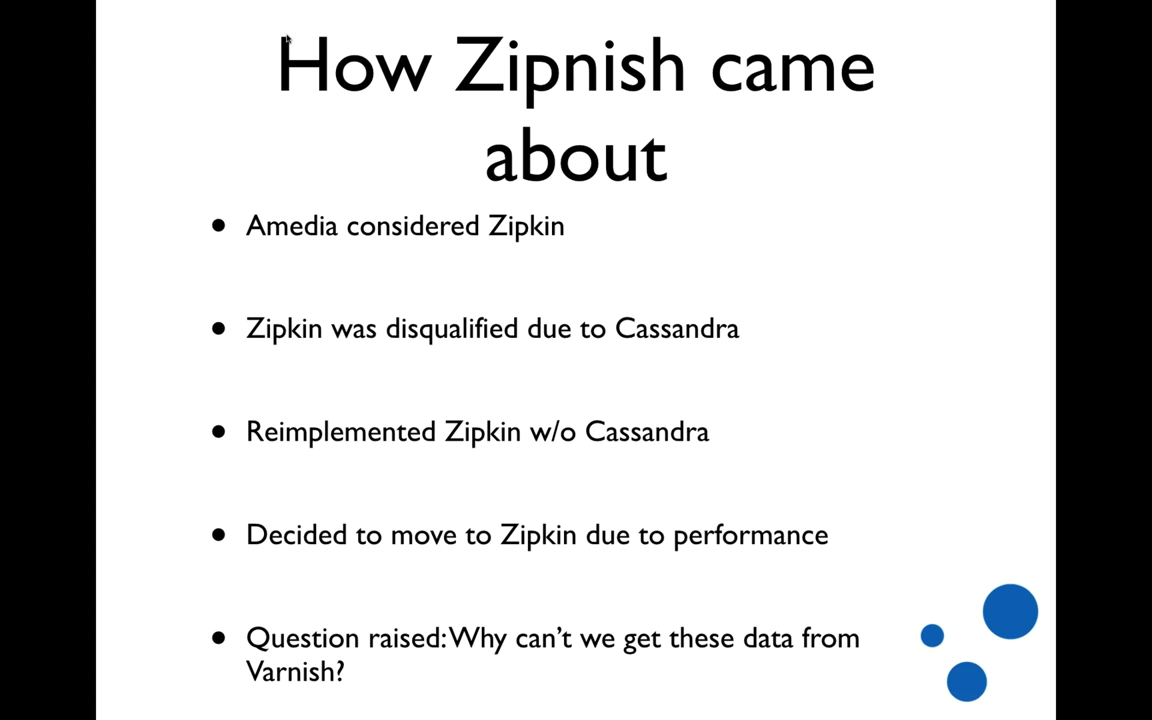 How Zipnish came
about
• Amedia considered Zipkin
• Zipkin was disqualified due to Cassandra
• Reimplemented Zipkin w/o Cassandra
• Decided to move to Zipkin due to performance
• Question raised: Why can’t we get these data from
Varnish?